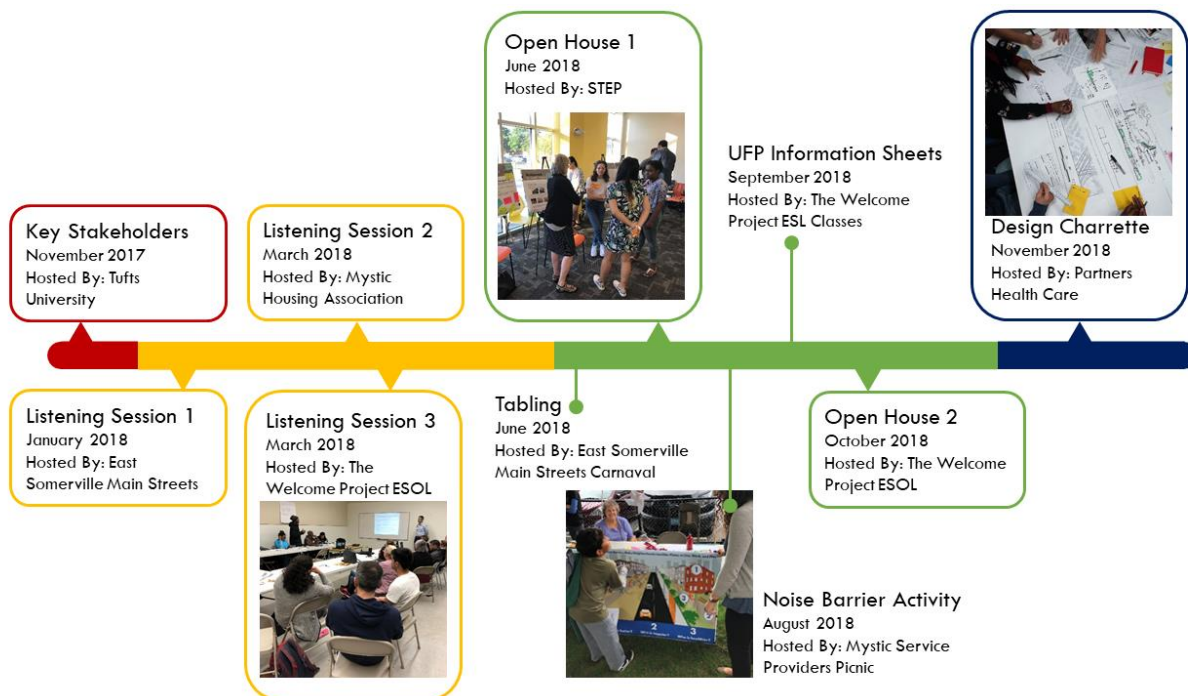 Key Stakeholders
November 2017
Hosted By: Tufts
University
Listening Session 1
January 2018
Hosted By: East
Somerville Main Streets
Listening Session 2
March 2018
Hosted By: Mystic
Housing Association
Listening Session 3
March 2018
Hosted By: The
Welcome Project ESOL
Open House 1
June 2018
Hosted By: STEP
Tabling
June 2018
Hosted By: East Somerville
Main Streets Carnaval
Noise Barrier Activity
August 2018
Hosted By: Mystic Service
Providers Picnic
1
2
3
UFP Information Sheets
September 2018
Hosted By: The Welcome
Project ESL Classes
Open House 2
October 2018
Hosted By: The Welcome
Project ESOL
Design Charrette
November 2018
Hosted By: Partners
Health Care